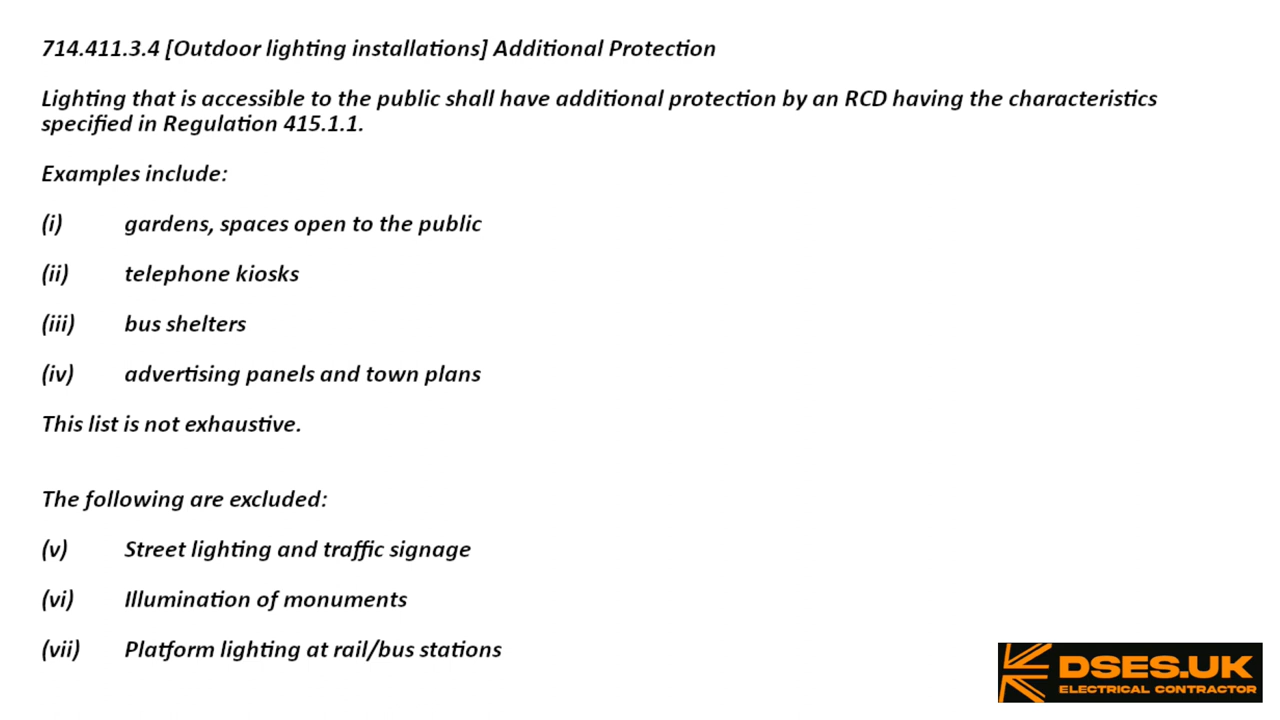 714.411.3.4 [Outdoor lighting installations] Additional Protection
Lighting that is accessible to the public shall have additional protection by an RCD having the characteristics
specified in Regulation 415.1.1.
Examples include:
(i) gardens, spaces open to the public
(ii) telephone kiosks
(iii) bus shelters
(iv) advertising panels and town plans
This list is not exhaustive.
The following are excluded:
(v) Street lighting and traffic signage
(vi) Illumination of monuments
(vii) Platform lighting at rail/bus stations
DSES.UK
ELECTRICAL CONTRACTOR